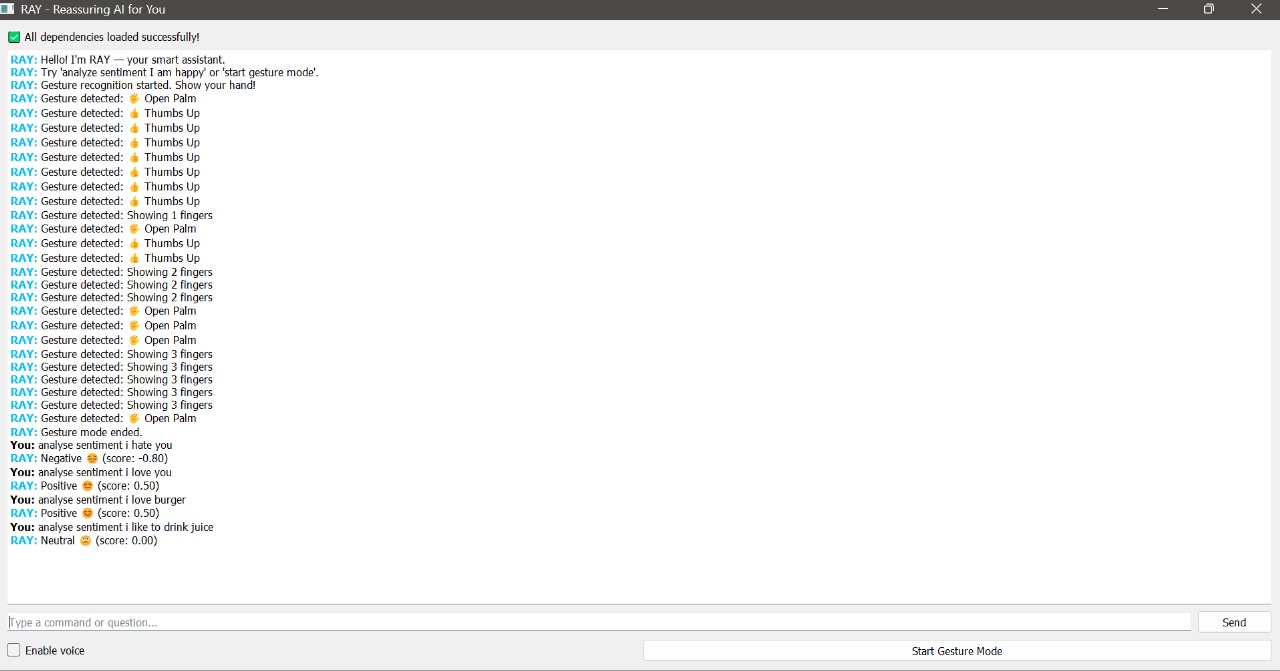 RAY - Reassuring AI for You
✅ All dependencies loaded successfully!
RAY: Hello! I'm RAY — your smart assistant.
RAY: Try 'analyze sentiment I am happy' or 'start gesture mode'.
RAY: Gesture recognition started. Show your hand!
RAY: Gesture detected: 🖐 Open Palm
RAY: Gesture detected: 👍 Thumbs Up
RAY: Gesture detected: 👍 Thumbs Up
RAY: Gesture detected: 👍 Thumbs Up
RAY: Gesture detected: 👍 Thumbs Up
RAY: Gesture detected: 👍 Thumbs Up
RAY: Gesture detected: 👍 Thumbs Up
RAY: Gesture detected: 👍 Thumbs Up
RAY: Gesture detected: Showing 1 fingers
RAY: Gesture detected: 🖐 Open Palm
RAY: Gesture detected: 👍 Thumbs Up
RAY: Gesture detected: 👍 Thumbs Up
RAY: Gesture detected: Showing 2 fingers
RAY: Gesture detected: Showing 2 fingers
RAY: Gesture detected: Showing 2 fingers
RAY: Gesture detected: 🖐 Open Palm
RAY: Gesture detected: 🖐 Open Palm
RAY: Gesture detected: 🖐 Open Palm
RAY: Gesture detected: Showing 3 fingers
RAY: Gesture detected: Showing 3 fingers
RAY: Gesture detected: Showing 3 fingers
RAY: Gesture detected: Showing 3 fingers
RAY: Gesture detected: Showing 3 fingers
RAY: Gesture detected: 🖐 Open Palm
RAY: Gesture mode ended.
You: analyse sentiment i hate you
RAY: Negative 😔 (score: -0.80)
You: analyse sentiment i love you
RAY: Positive 😊 (score: 0.50)
You: analyse sentiment i love burger
RAY: Positive 😊 (score: 0.50)
You: analyse sentiment i like to drink juice
RAY: Neutral 😐 (score: 0.00)
Type a command or question...
Send
Enable voice
Start Gesture Mode